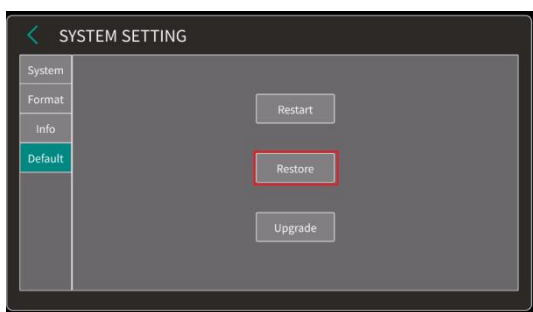 SYSTEM SETTING
System
Format
Info
Default
Restart
Restore
Upgrade